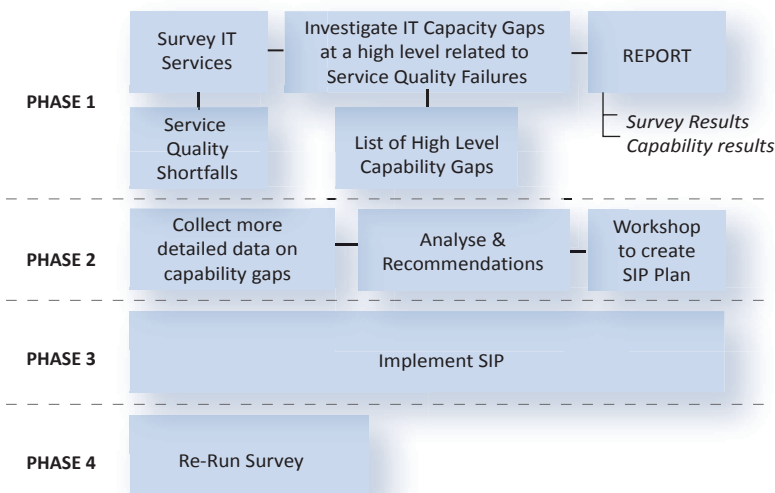 PHASE 1
Survey IT
Services
Investigate IT Capacity Gaps
at a high level related to
Service Quality Failures
REPORT
Service
Quality
Shortfalls
List of High Level
Capability Gaps
Survey Results
Capability results
PHASE 2
Collect more
detailed data on
capability gaps
Analyse &
Recommendations
Workshop
to create
SIP Plan
PHASE 3
Implement SIP
PHASE 4
Re-Run Survey